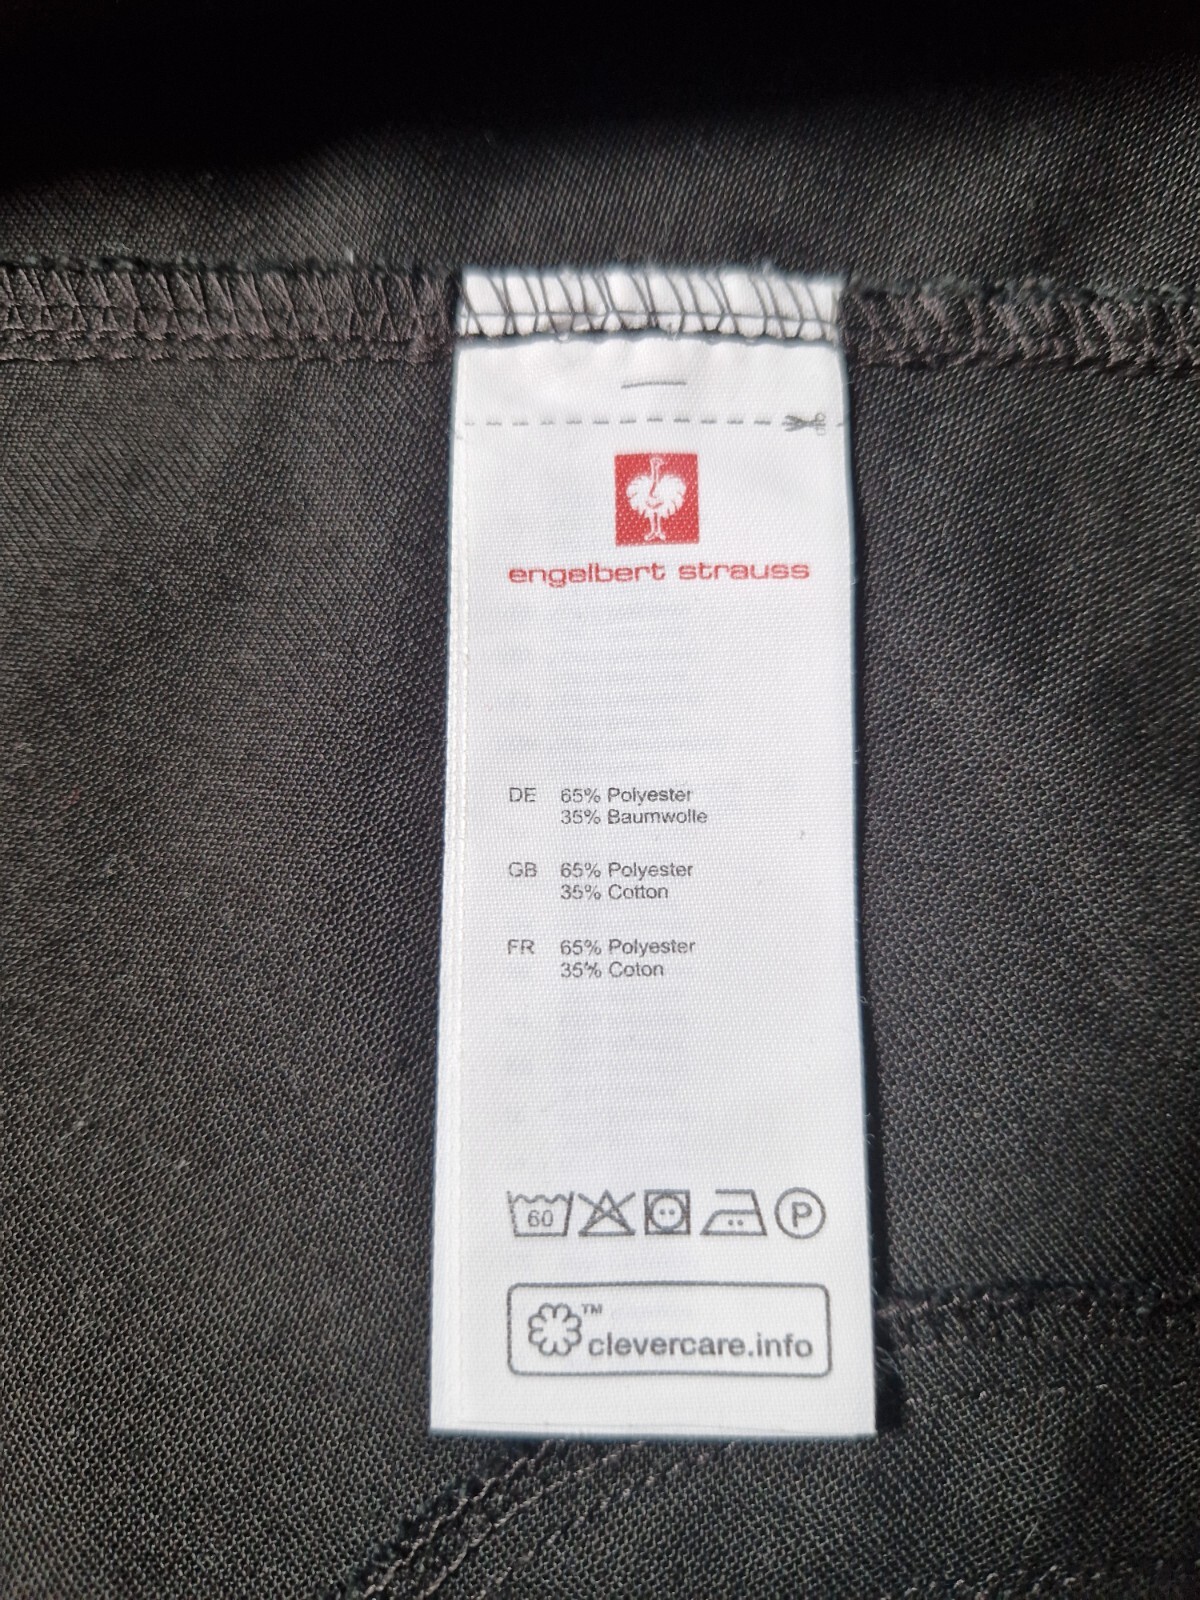 engelbert strauss
DE 65% Polyester
35% Baumwolle
GB 65% Polyester
35% Cotton
FR 65% Polyester
35% Coton
60 P
™
clevercare.info